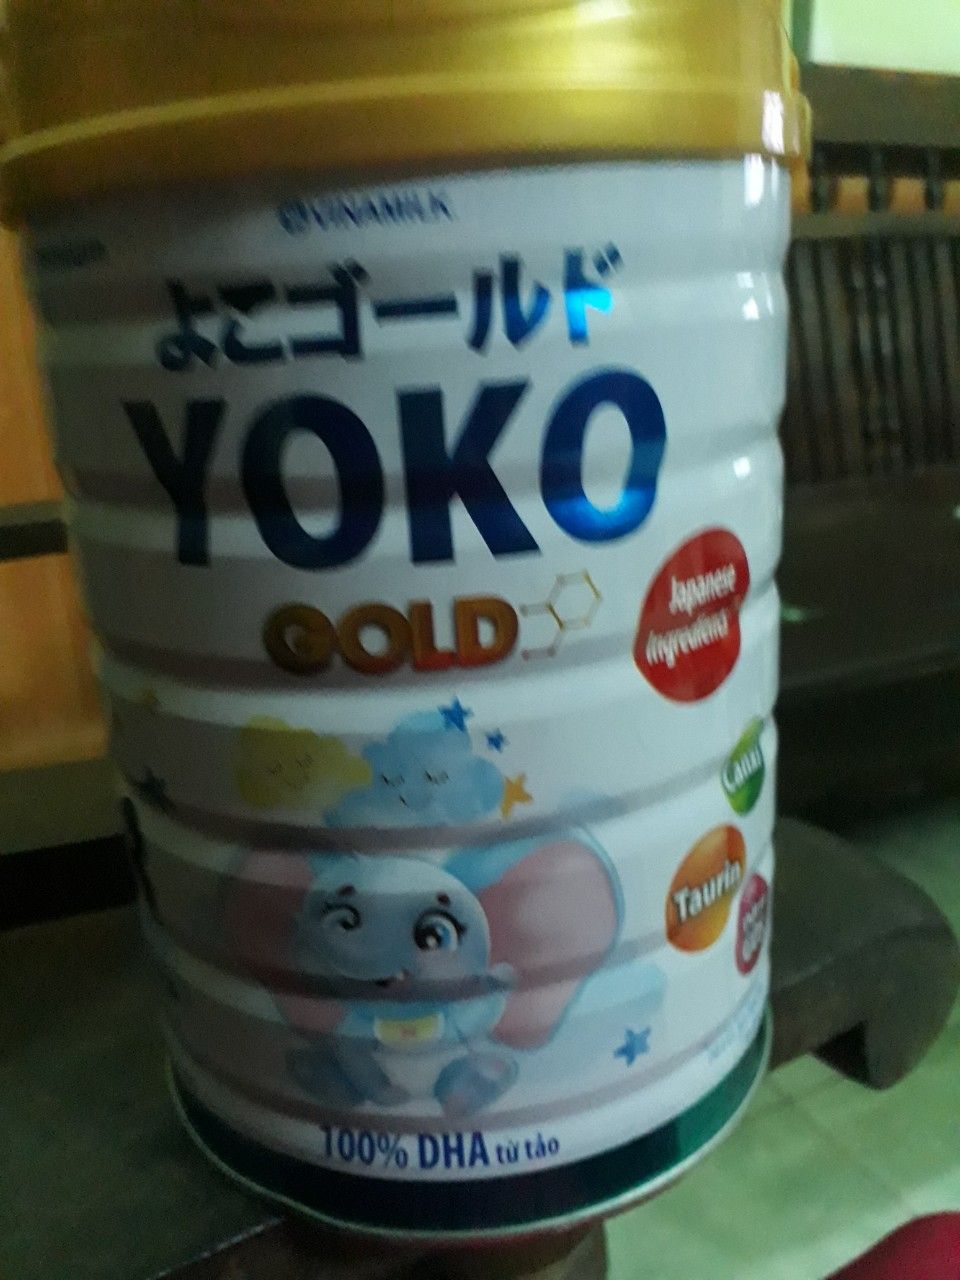 VINAMILK
よこゴールド
YOKO
GOLD
Japanese
Ingredients
Canxi
Taurin
100% DHA từ tảo